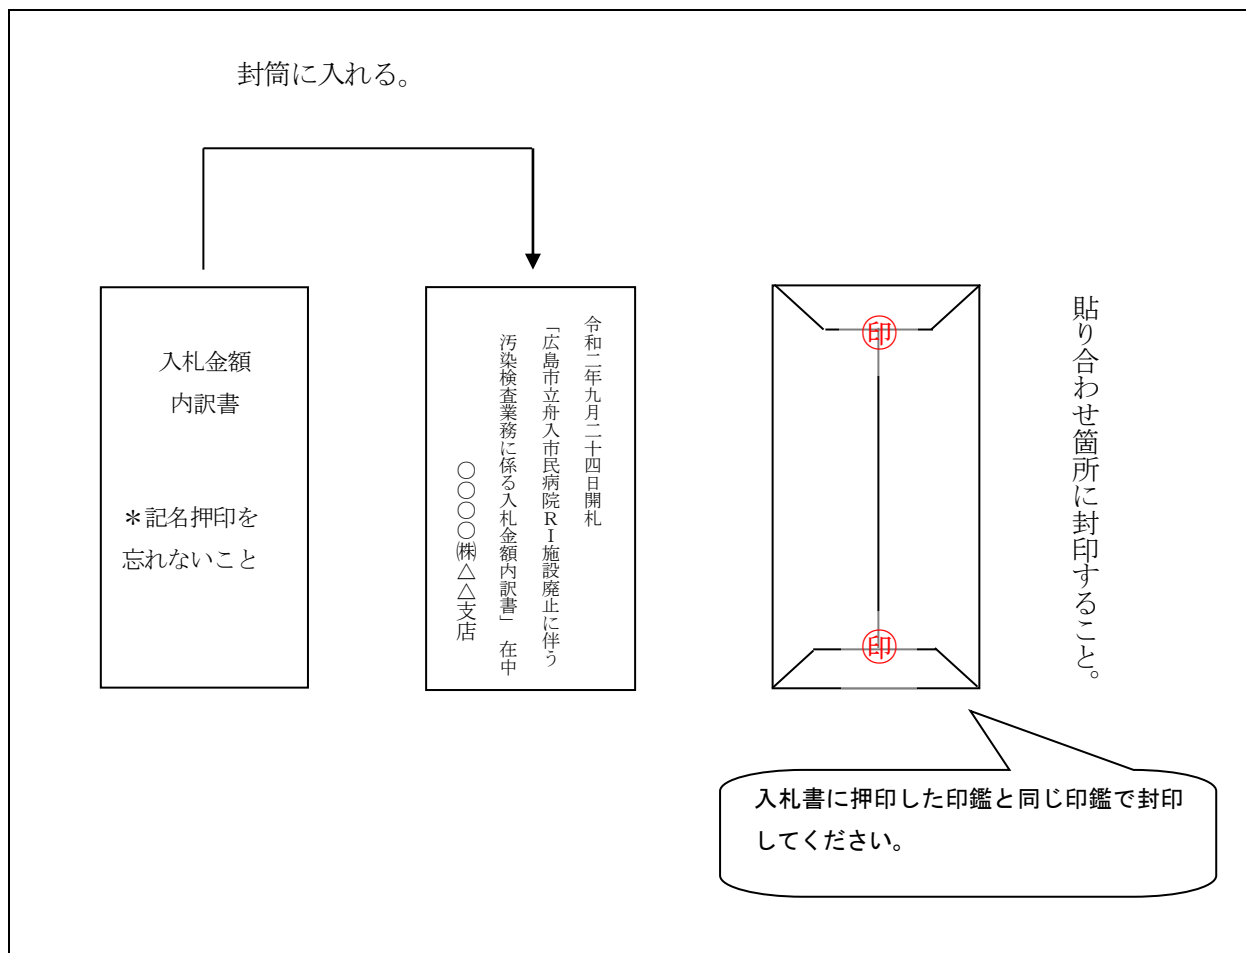 封筒に入れる。
入札金額
内訳書
＊記名押印を
忘れないこと
令和二年九月二十四日開札
「広島市立舟入市民病院ＲＩ施設廃止に伴う
汚染検査業務に係る入札金額内訳書」 在中
〇〇〇〇㈱△△支店
印
印
貼り合わせ箇所に封印すること。
入札書に押印した印鑑と同じ印鑑で封印
してください。